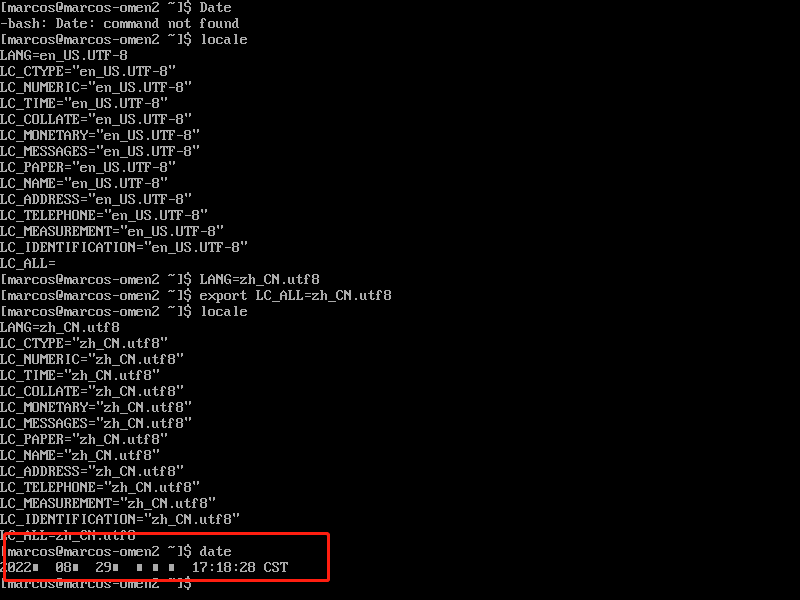 [marcos@marcos-omen2 ~]$ Date
-bash: Date: command not found
[marcos@marcos-omen2 ~]$ locale
LANG=en_US.UTF-8
LC_CTYPE="en_US.UTF-8"
LC_NUMERIC="en_US.UTF-8"
LC_TIME="en_US.UTF-8"
LC_COLLATE="en_US.UTF-8"
LC_MONETARY="en_US.UTF-8"
LC_MESSAGES="en_US.UTF-8"
LC_PAPER="en_US.UTF-8"
LC_NAME="en_US.UTF-8"
LC_ADDRESS="en_US.UTF-8"
LC_TELEPHONE="en_US.UTF-8"
LC_MEASUREMENT="en_US.UTF-8"
LC_IDENTIFICATION="en_US.UTF-8"
LC_ALL=
[marcos@marcos-omen2 ~]$ LANG=zh_CN.utf8
[marcos@marcos-omen2 ~]$ export LC_ALL=zh_CN.utf8
[marcos@marcos-omen2 ~]$ locale
LANG=zh_CN.utf8
LC_CTYPE="zh_CN.utf8"
LC_NUMERIC="zh_CN.utf8"
LC_TIME="zh_CN.utf8"
LC_COLLATE="zh_CN.utf8"
LC_MONETARY="zh_CN.utf8"
LC_MESSAGES="zh_CN.utf8"
LC_PAPER="zh_CN.utf8"
LC_NAME="zh_CN.utf8"
LC_ADDRESS="zh_CN.utf8"
LC_TELEPHONE="zh_CN.utf8"
LC_MEASUREMENT="zh_CN.utf8"
LC_IDENTIFICATION="zh_CN.utf8"
LC_ALL=zh_CN.utf8
[marcos@marcos-omen2 ~]$ date
2022■ 08■ 29■ ■ ■ ■ 17:18:28 CST
[marcos@marcos-omen2 ~]$